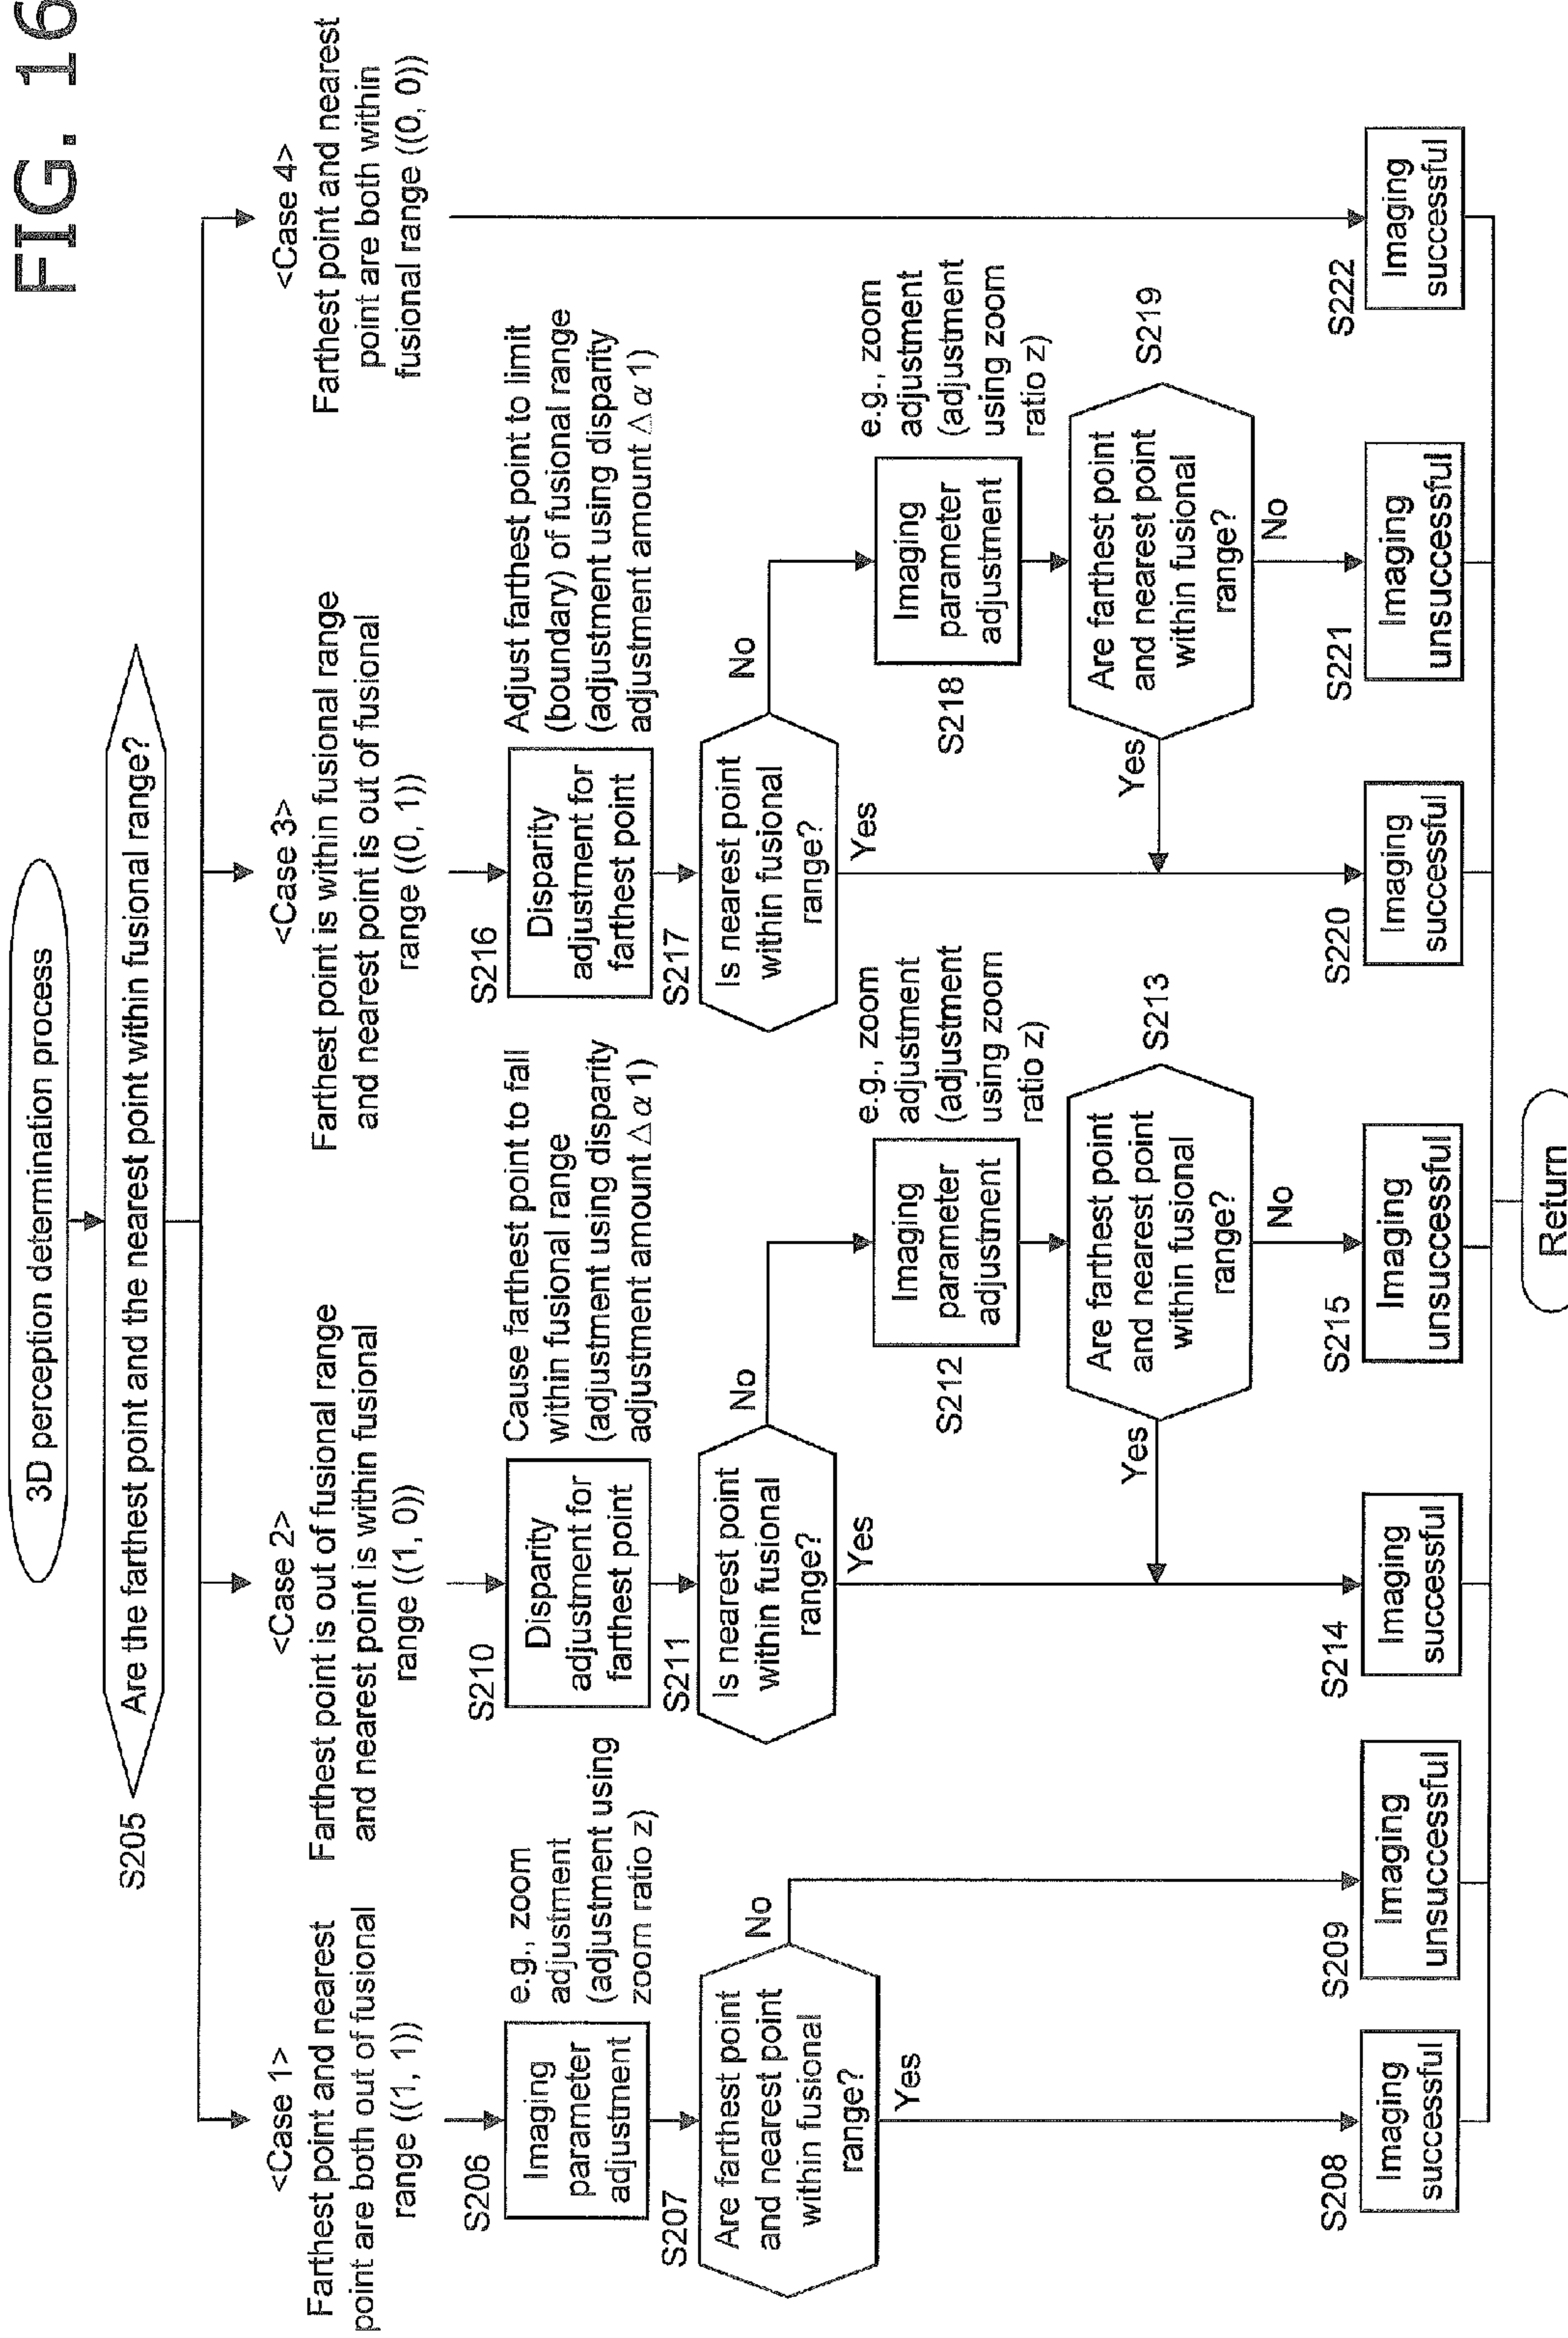 FIG. 16
3D perception determination process
S205
Are the farthest point and the nearest point within fusional range?
<Case 1>
Farthest point and nearest
point are both out of fusional
range ((1, 1))
S206
Imaging
parameter
adjustment
e.g., zoom
adjustment
(adjustment using
zoom ratio z)
S207
Are farthest point
and nearest point
within fusional
range?
No
Yes
S208
Imaging
successful
S209
Imaging
unsuccessful
<Case 2>
Farthest point is out of fusional range
and nearest point is within fusional
range ((1, 0))
S210
Disparity
adjustment for
farthest point
Cause farthest point to fall
within fusional range
(adjustment using disparity
adjustment amount △α1)
S211
Is nearest point
within fusional
range?
No
Yes
S212
Imaging
parameter
adjustment
e.g., zoom
adjustment
(adjustment
using zoom
ratio z)
S213
Are farthest point
and nearest point
within fusional
range?
Yes
No
S214
Imaging
successful
S215
Imaging
unsuccessful
<Case 3>
Farthest point is within fusional range
and nearest point is out of fusional
range ((0, 1))
S216
Disparity
adjustment for
farthest point
Adjust farthest point to limit
(boundary) of fusional range
(adjustment using disparity
adjustment amount △α1)
S217
Is nearest point
within fusional
range?
No
Yes
S218
Imaging
parameter
adjustment
e.g., zoom
adjustment
(adjustment
using zoom
ratio z)
S219
Are farthest point
and nearest point
within fusional
range?
Yes
No
S220
Imaging
successful
S221
Imaging
unsuccessful
<Case 4>
Farthest point and nearest
point are both within
fusional range ((0, 0))
S222
Imaging
successful
Return